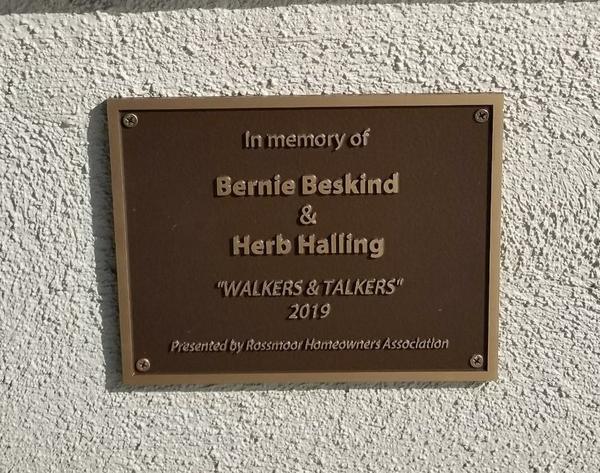 In memory of
Bernie Beskind
&
Herb Halling
"WALKERS & TALKERS"
2019
Presented by Rossmoor Homeowners Association